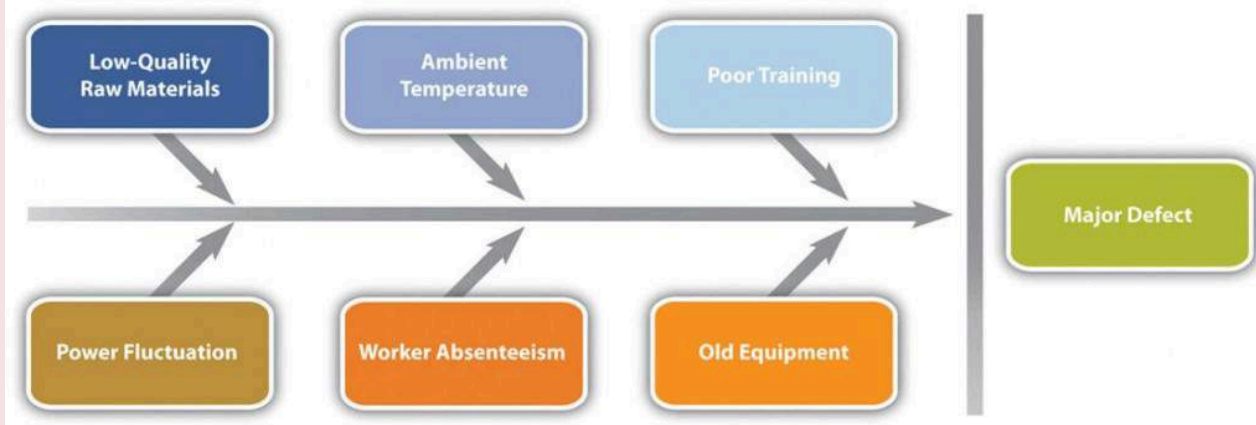 Low-Quality
Raw Materials
Ambient
Temperature
Poor Training
Major Defect
Power Fluctuation
Worker Absenteeism
Old Equipment